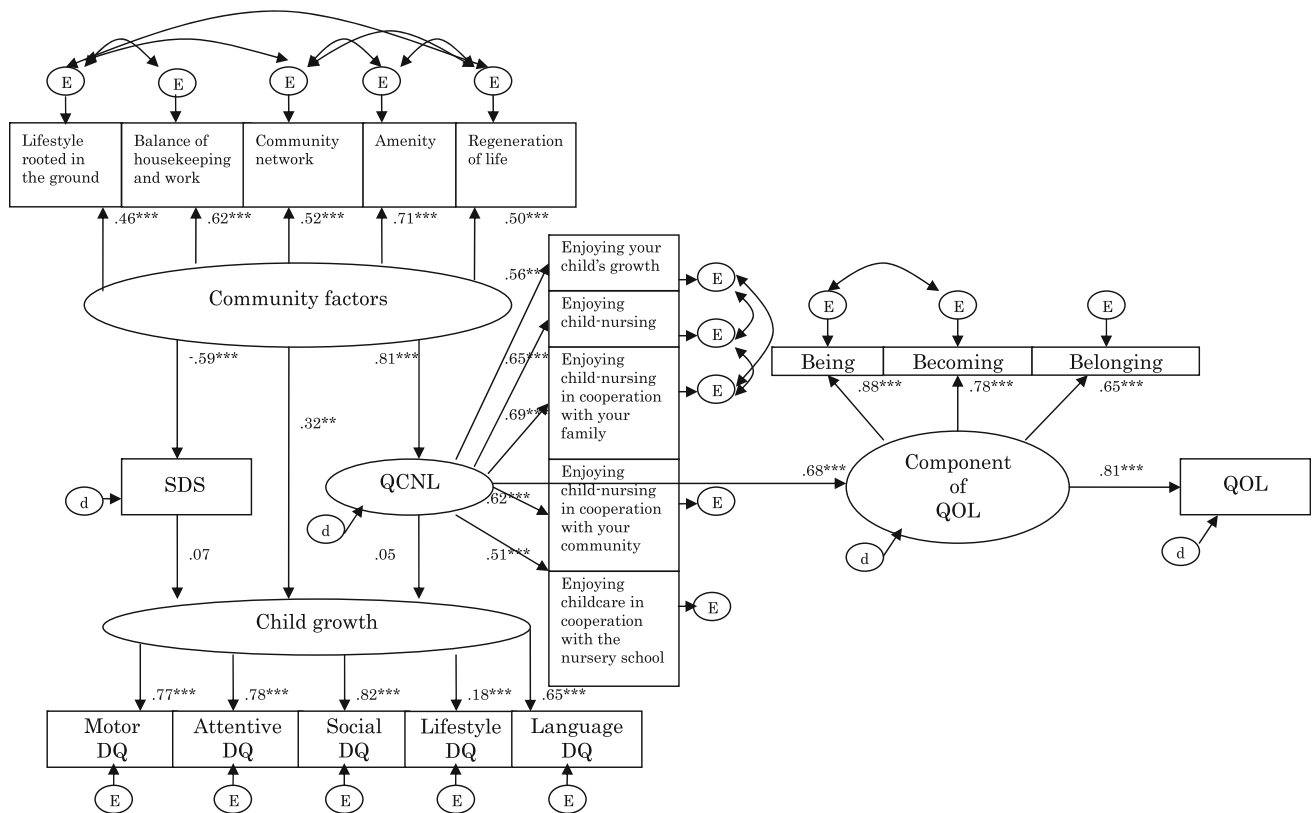 E E E E E
Lifestyle
rooted in
the ground
Balance of
housekeeping
and work
Community
network
Amenity
Regeneration
of life
.46*** .62*** .52*** .71*** .50***
Community factors
Enjoying your
child's growth
E
.56**
Enjoying
child-nursing
E
.65***
Enjoying
child-nursing
in cooperation
with your
family
E
.69**
Enjoying
child-nursing
in cooperation
with your
community
E
.62***
Enjoying
childcare in
cooperation
with the
nursery school
E
.51***
-.59***
.32**
.81***
SDS
d
QCNL
d
.07
.05
Child growth
.77*** .78*** .82*** .18*** .65***
Motor
DQ
Attentive
DQ
Social
DQ
Lifestyle
DQ
Language
DQ
E E E E E
E E E
Being Becoming Belonging
.88*** .78*** .65***
.68***
Component
of
QOL
d
.81***
QOL
d